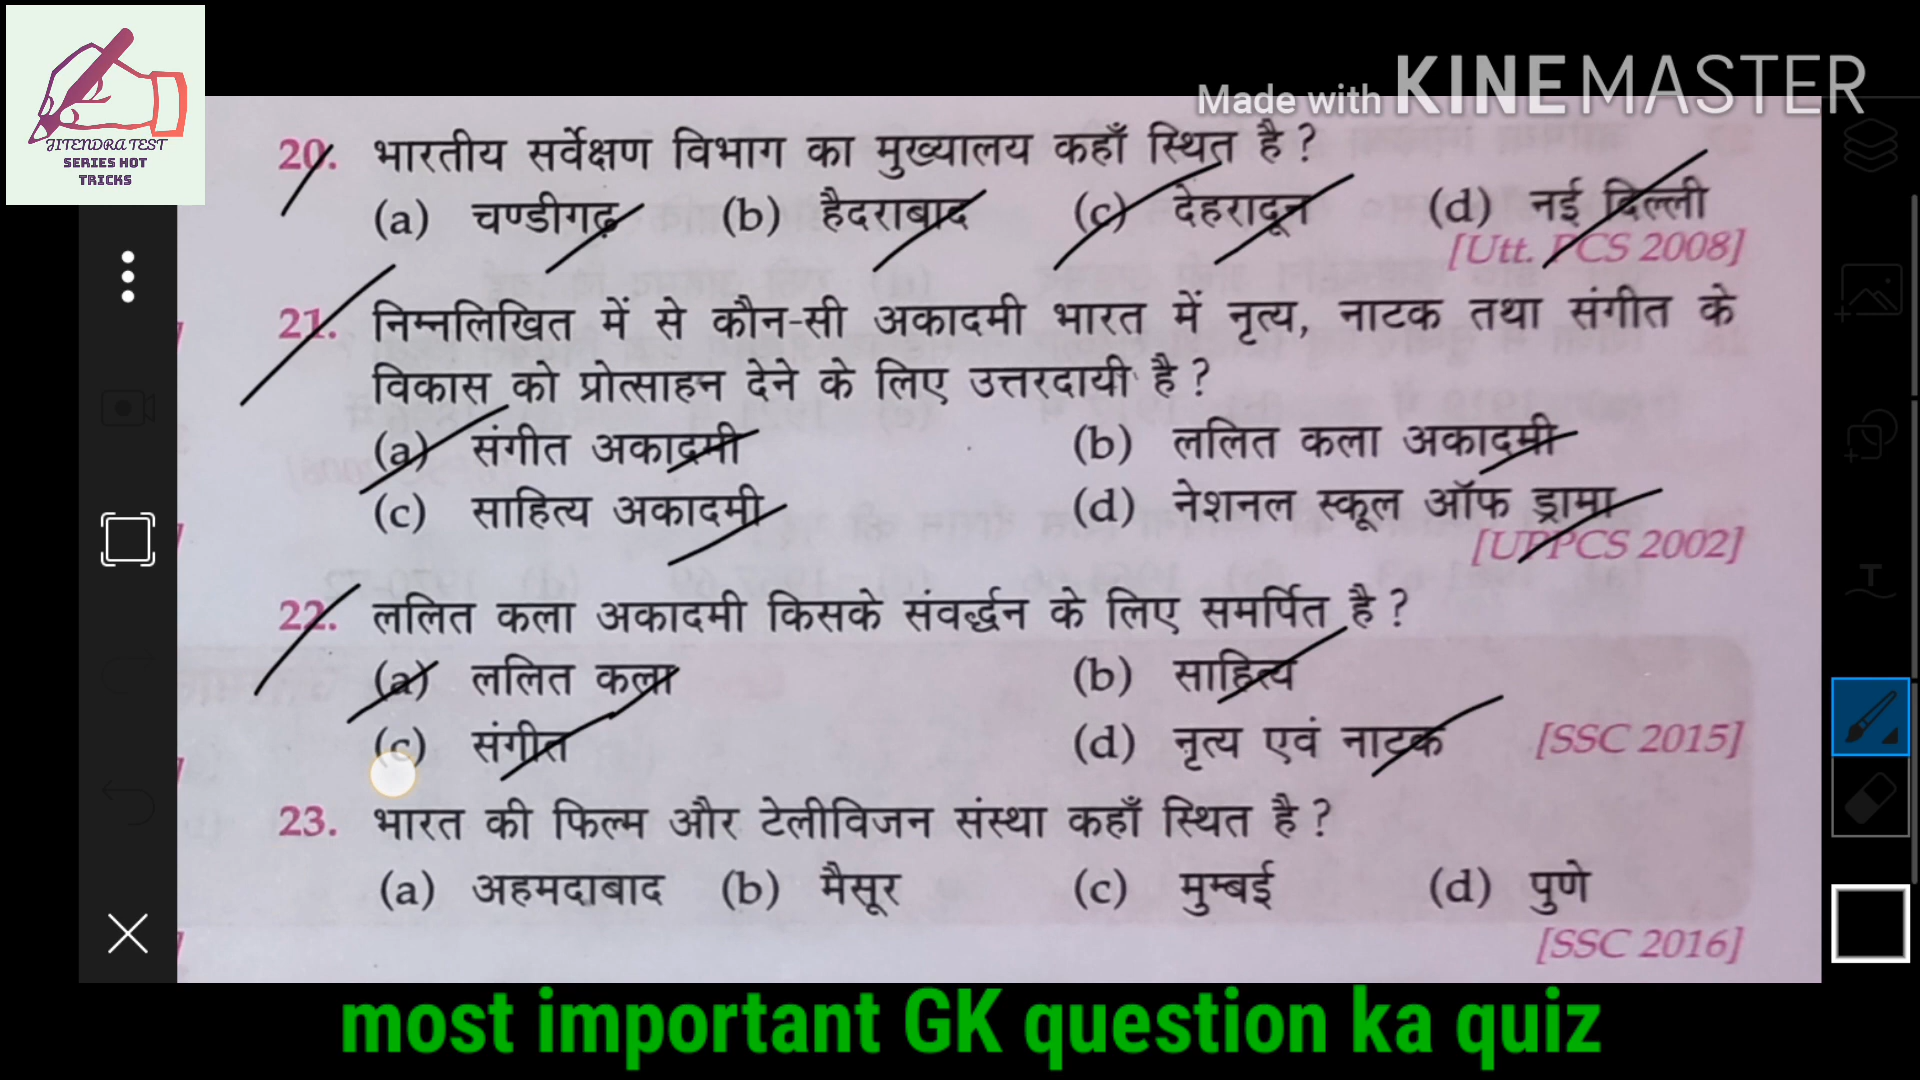 JITENDRA TEST
SERIES HOT
TRICKS
Made with KINEMASTER
20. भारतीय सर्वेक्षण विभाग का मुख्यालय कहाँ स्थित है ?
(a) चण्डीगढ़ (b) हैदराबाद (c) देहरादून (d) नई दिल्ली
[Utt. PCS 2008]
21. निम्नलिखित में से कौन-सी अकादमी भारत में नृत्य, नाटक तथा संगीत के
विकास को प्रोत्साहन देने के लिए उत्तरदायी है ?
(a) संगीत अकादमी (b) ललित कला अकादमी
(c) साहित्य अकादमी (d) नेशनल स्कूल ऑफ ड्रामा
[UPPCS 2002]
22. ललित कला अकादमी किसके संवर्द्धन के लिए समर्पित है ?
(a) ललित कला (b) साहित्य
(c) संगीत (d) नृत्य एवं नाटक [SSC 2015]
23. भारत की फिल्म और टेलीविजन संस्था कहाँ स्थित है ?
(a) अहमदाबाद (b) मैसूर (c) मुम्बई (d) पुणे
[SSC 2016]
most important GK question ka quiz